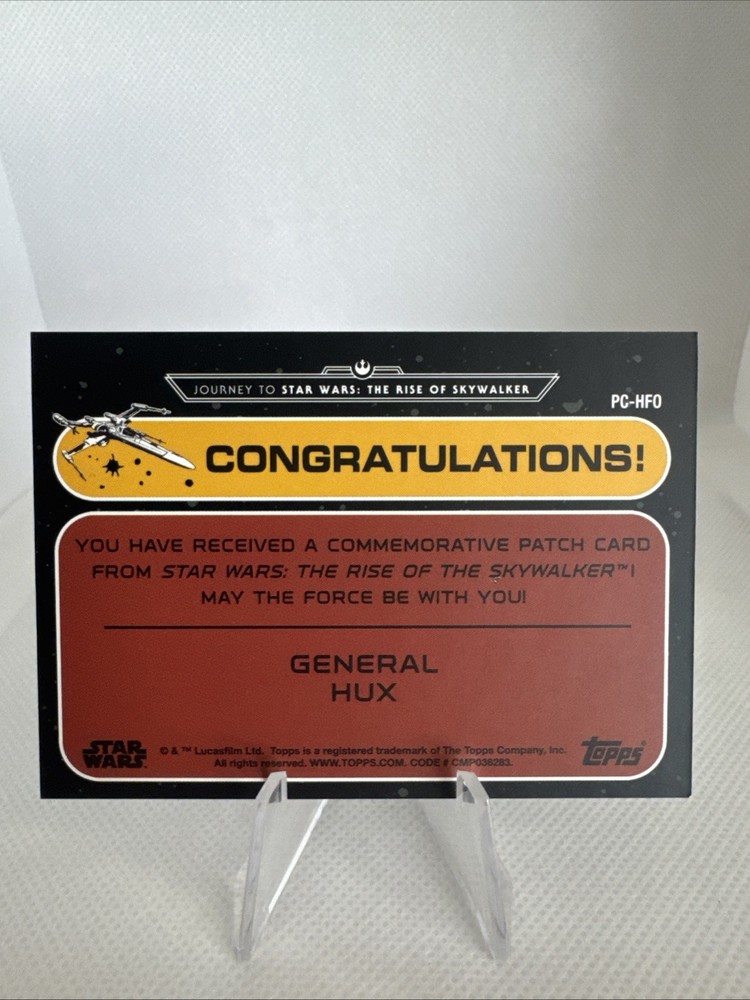 JOURNEY TO STAR WARS: THE RISE OF SKYWALKER
PC-HFO
CONGRATULATIONS!
YOU HAVE RECEIVED A COMMEMORATIVE PATCH CARD
FROM STAR WARS: THE RISE OF THE SKYWALKER™!
MAY THE FORCE BE WITH YOU!
GENERAL
HUX
STAR
WARS
© & ™ Lucasfilm Ltd. Topps is a registered trademark of The Topps Company, Inc.
All rights reserved. WWW.TOPPS.COM. CODE # CMP036283.
Topps